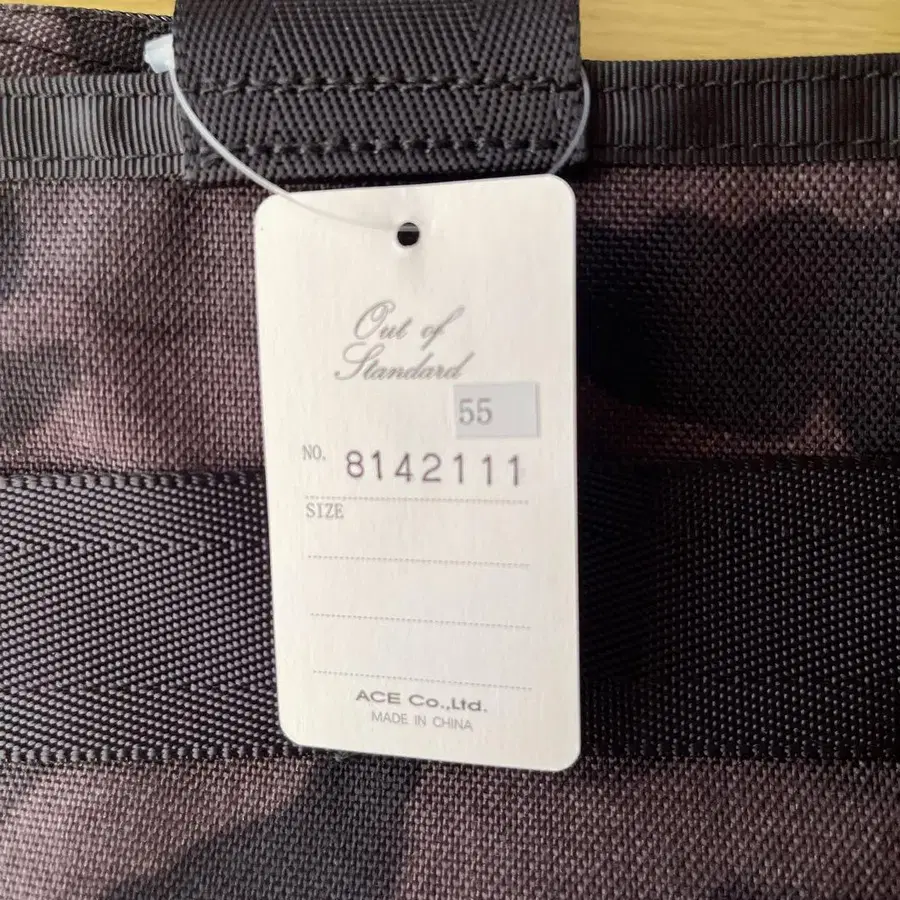 Out of
Standard
55
NO. 8142111
SIZE
ACE Co.,Ltd.
MADE IN CHINA